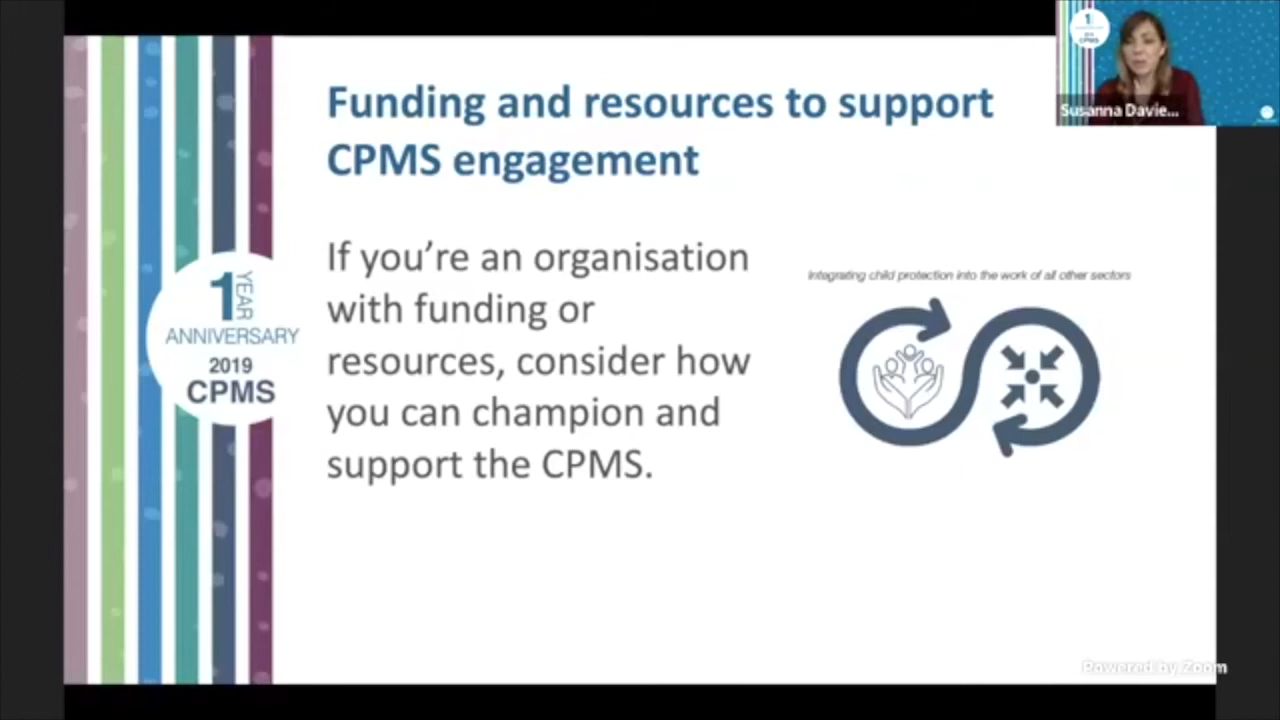 Funding and resources to support
CPMS engagement
If you’re an organisation
with funding or
resources, consider how
you can champion and
support the CPMS.
Integrating child protection into the work of all other sectors
1
YEAR
ANNIVERSARY
2019
CPMS
1
CPMS
Susanna Davie...
Powered by Zoom